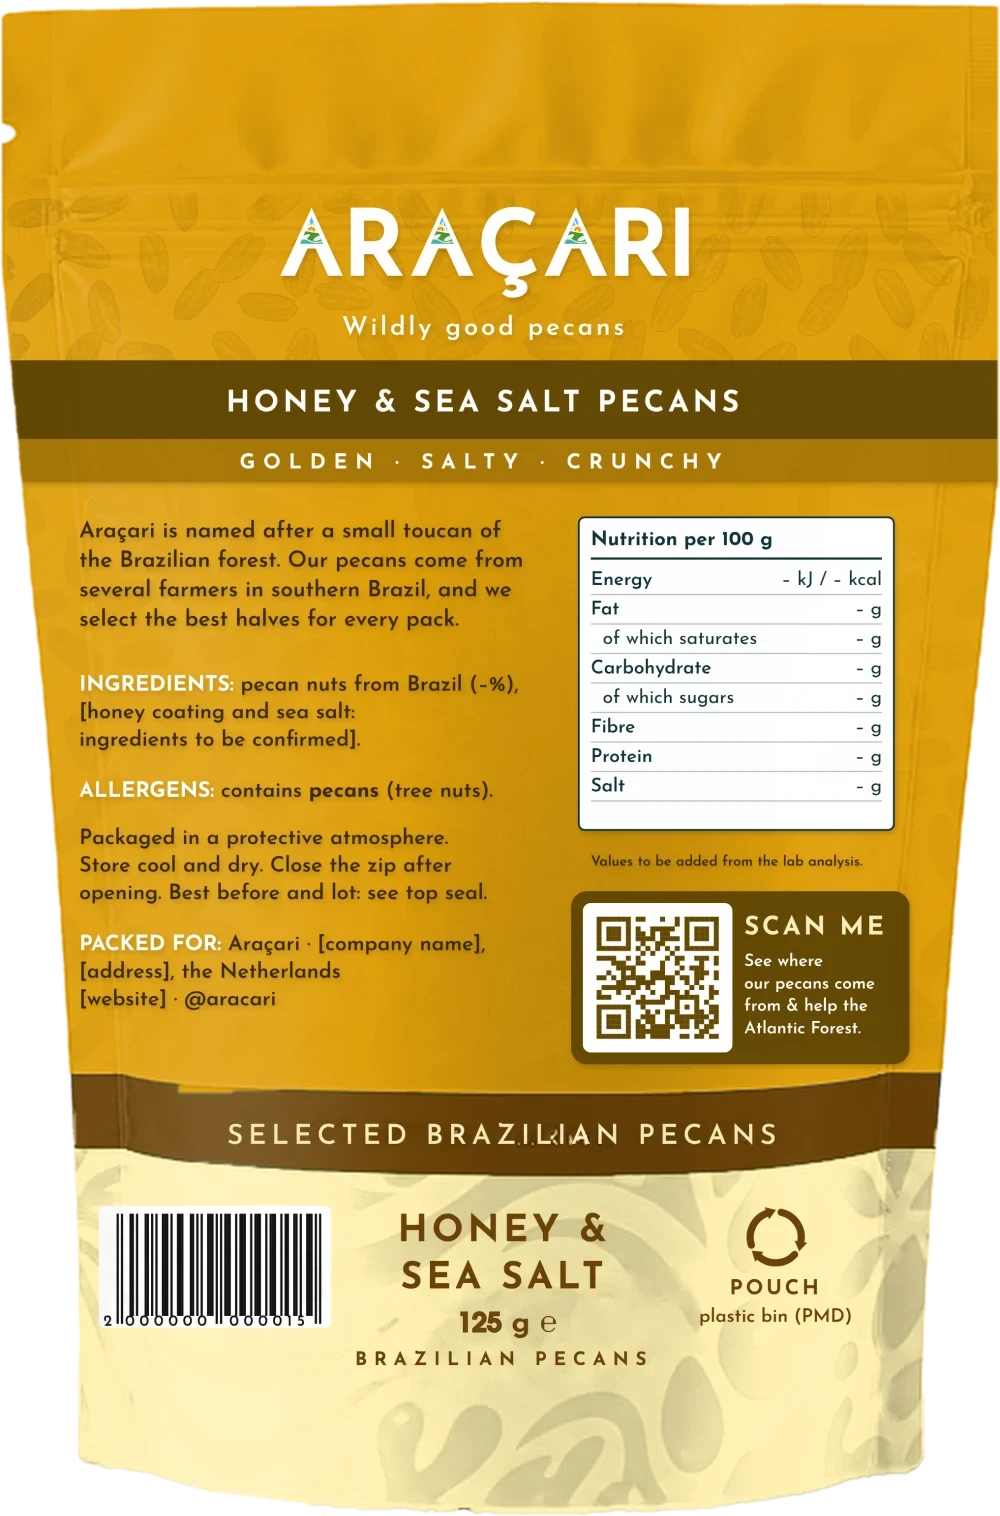 ARAÇARI
Wildly good pecans
HONEY & SEA SALT PECANS
GOLDEN · SALTY · CRUNCHY
Araçari is named after a small toucan of
the Brazilian forest. Our pecans come from
several farmers in southern Brazil, and we
select the best halves for every pack.
INGREDIENTS: pecan nuts from Brazil (–%),
[honey coating and sea salt:
ingredients to be confirmed].
ALLERGENS: contains pecans (tree nuts).
Packaged in a protective atmosphere.
Store cool and dry. Close the zip after
opening. Best before and lot: see top seal.
PACKED FOR: Araçari · [company name],
[address], the Netherlands
[website] · @aracari
Nutrition per 100 g
Energy – kJ / – kcal
Fat – g
of which saturates – g
Carbohydrate – g
of which sugars – g
Fibre – g
Protein – g
Salt – g
Values to be added from the lab analysis.
SCAN ME
See where
our pecans come
from & help the
Atlantic Forest.
SELECTED BRAZILIAN PECANS
2 000000 000015
HONEY &
SEA SALT
125 g ℮
BRAZILIAN PECANS
POUCH
plastic bin (PMD)